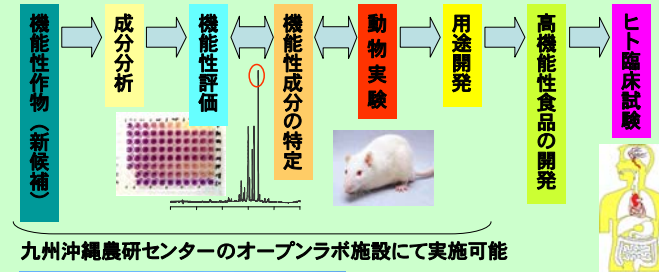 機能性作物（新候補）
成分分析
機能性評価
機能性成分の特定
動物実験
用途開発
高機能性食品の開発
ヒト臨床試験
九州沖縄農研センターのオープンラボ施設にて実施可能